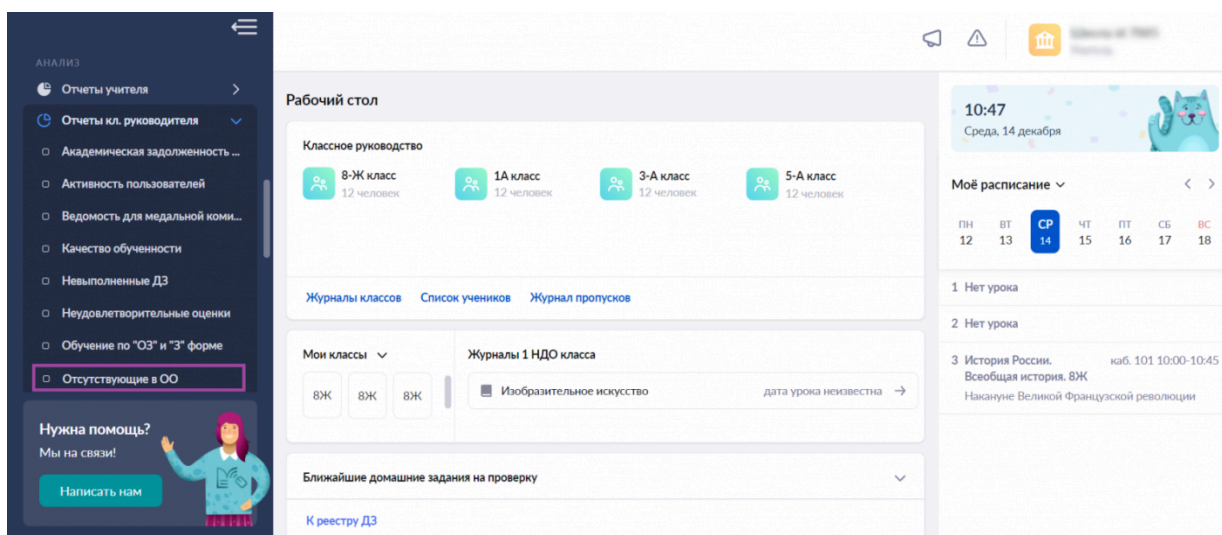 АНАЛИЗ
Отчеты учителя
Отчеты кл. руководителя
Академическая задолженность ...
Активность пользователей
Ведомость для медальной коми...
Качество обученности
Невыполненные ДЗ
Неудовлетворительные оценки
Обучение по "ОЗ" и "З" форме
Отсутствующие в ОО
Нужна помощь?
Мы на связи!
Написать нам
Рабочий стол
Классное руководство
8-Ж класс
12 человек
1А класс
12 человек
3-А класс
12 человек
5-А класс
12 человек
Журналы классов Список учеников Журнал пропусков
Мои классы
8Ж 8Ж 8Ж
Журналы 1 НДО класса
Изобразительное искусство дата урока неизвестна
Ближайшие домашние задания на проверку
К реестру ДЗ
10:47
Среда, 14 декабря
Моё расписание
ПН ВТ СР ЧТ ПТ СБ ВС
12 13 14 15 16 17 18
1 Нет урока
2 Нет урока
3 История России. каб. 101 10:00-10:45
Всеобщая история. 8Ж
Накануне Великой Французской революции